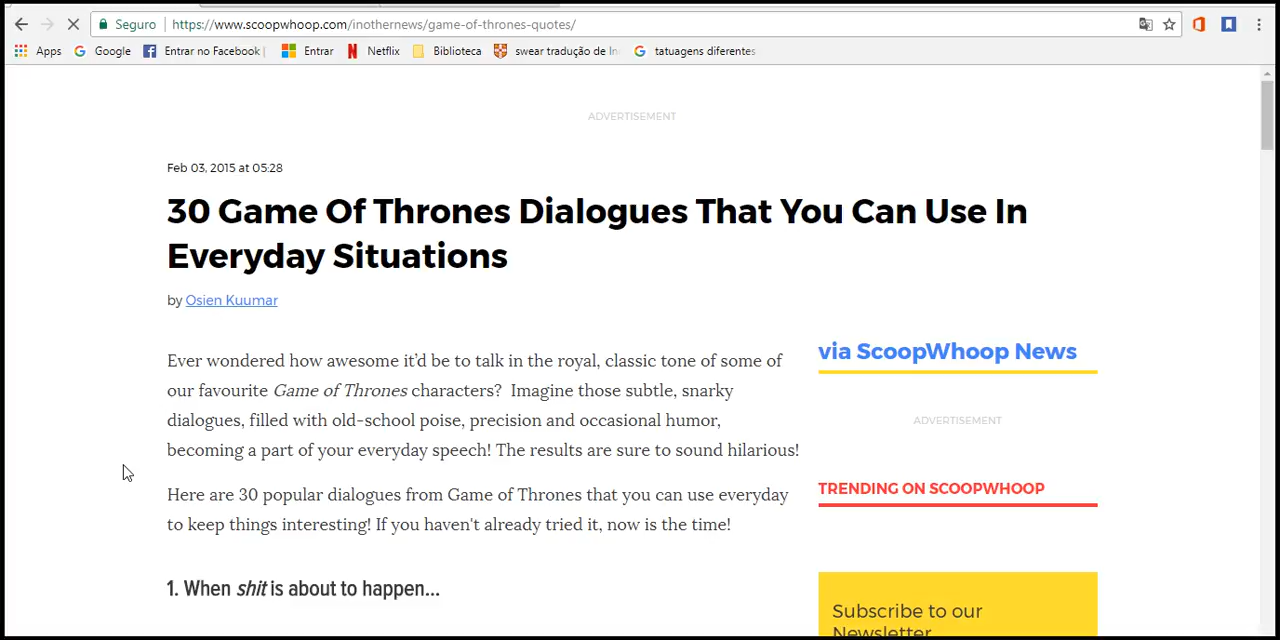 Seguro https://www.scoopwhoop.com/inothernews/game-of-thrones-quotes/
Apps Google Entrar no Facebook Entrar Netflix Biblioteca swear tradução de In tatuagens diferentes
ADVERTISEMENT
Feb 03, 2015 at 05:28
30 Game Of Thrones Dialogues That You Can Use In
Everyday Situations
by Osien Kuumar
Ever wondered how awesome it'd be to talk in the royal, classic tone of some of
our favourite Game of Thrones characters? Imagine those subtle, snarky
dialogues, filled with old-school poise, precision and occasional humor,
becoming a part of your everyday speech! The results are sure to sound hilarious!
Here are 30 popular dialogues from Game of Thrones that you can use everyday
to keep things interesting! If you haven't already tried it, now is the time!
1. When shit is about to happen...
via ScoopWhoop News
ADVERTISEMENT
TRENDING ON SCOOPWHOOP
Subscribe to our
Newsletter